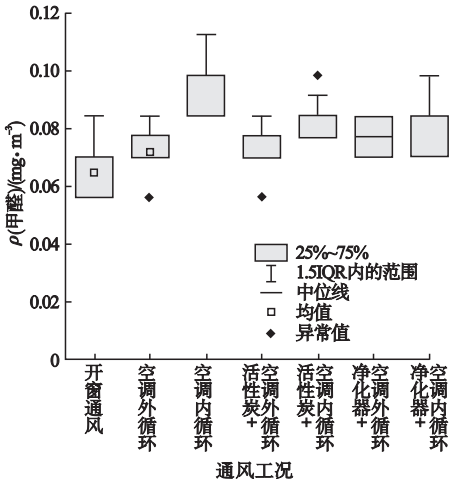 0.12
0.10
0.08
0.06
0.04
0.02
0
ρ(甲醛)/(mg·m⁻³)
25%~75%
1.5IQR内的范围
中位线
均值
异常值
开窗通风
空调外循环
空调内循环
空调外循环
活性炭+
空调内循环
活性炭+
空调外循环
净化器+
空调内循环
净化器+
通风工况